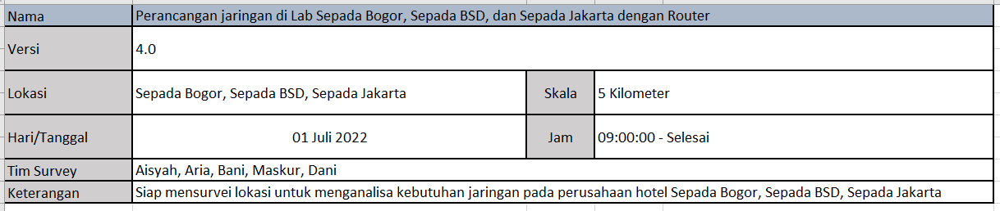 Nama Perancangan jaringan di Lab Sepada Bogor, Sepada BSD, dan Sepada Jakarta dengan Router
Versi 4.0
Lokasi Sepada Bogor, Sepada BSD, Sepada Jakarta Skala 5 Kilometer
Hari/Tanggal 01 Juli 2022 Jam 09:00:00 - Selesai
Tim Survey Aisyah, Aria, Bani, Maskur, Dani
Keterangan Siap mensurvei lokasi untuk menganalisa kebutuhan jaringan pada perusahaan hotel Sepada Bogor, Sepada BSD, Sepada Jakarta